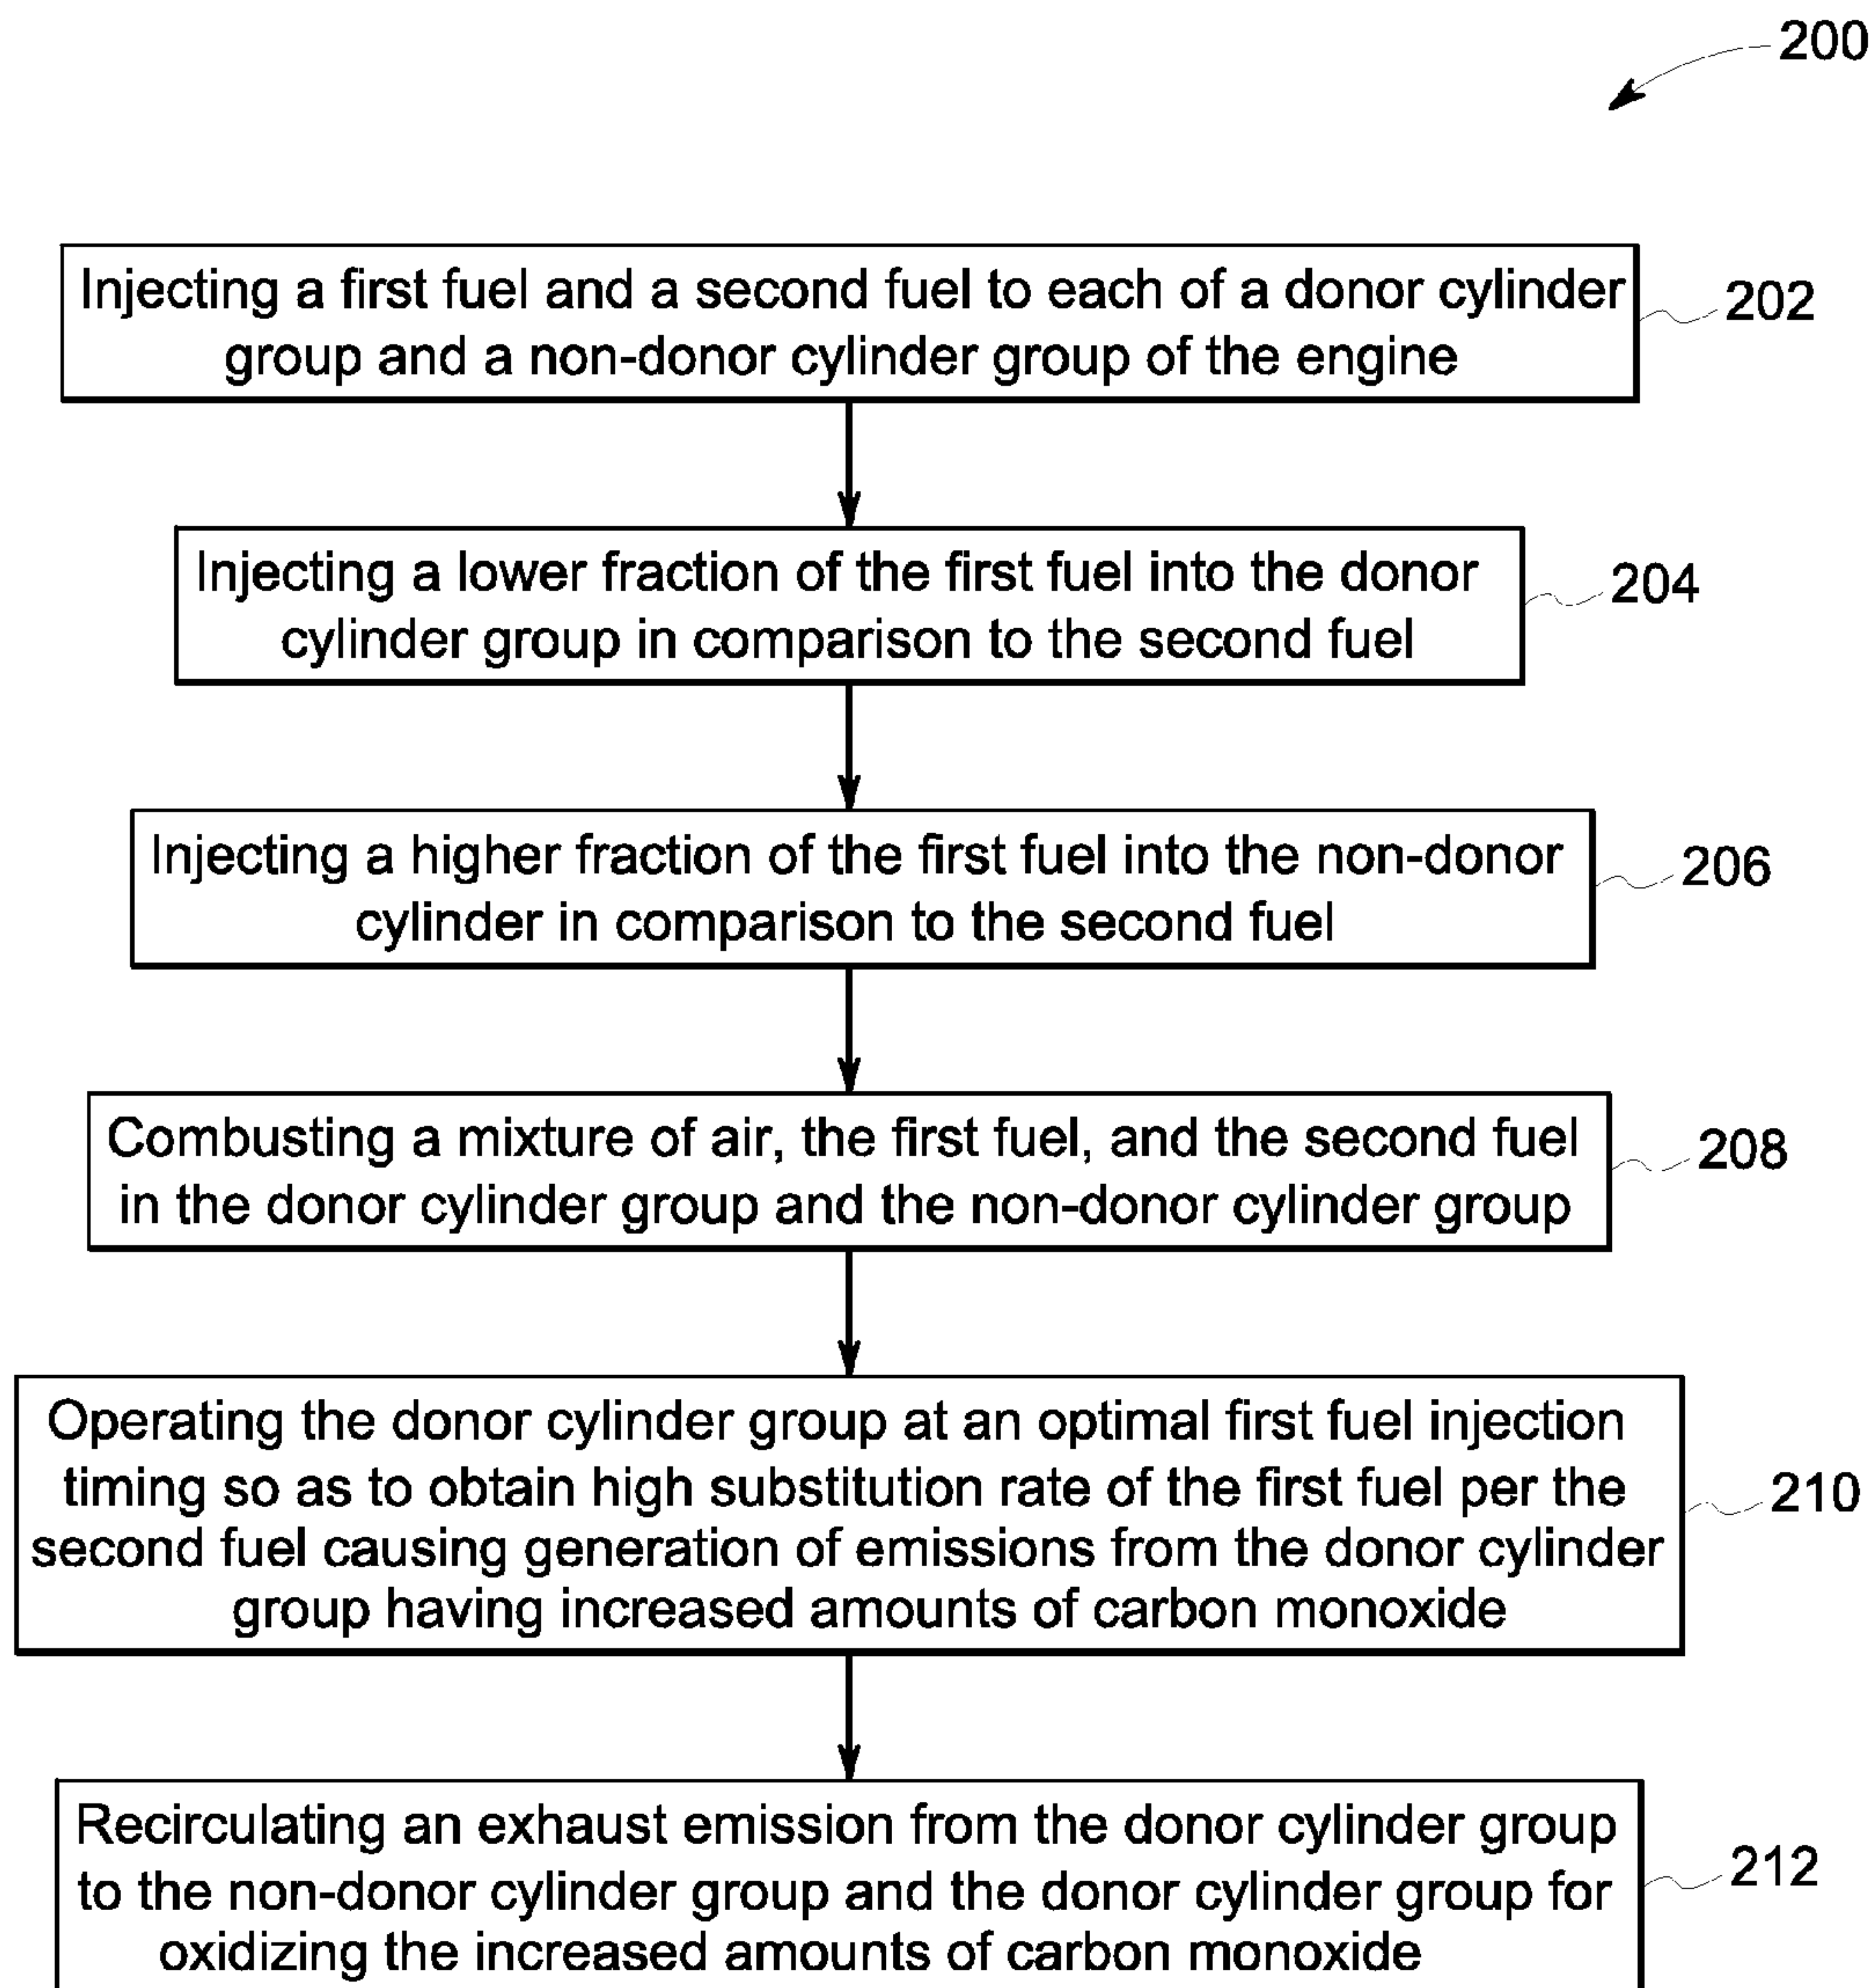 200
Injecting a first fuel and a second fuel to each of a donor cylinder
group and a non-donor cylinder group of the engine
202
Injecting a lower fraction of the first fuel into the donor
cylinder group in comparison to the second fuel
204
Injecting a higher fraction of the first fuel into the non-donor
cylinder in comparison to the second fuel
206
Combusting a mixture of air, the first fuel, and the second fuel
in the donor cylinder group and the non-donor cylinder group
208
Operating the donor cylinder group at an optimal first fuel injection
timing so as to obtain high substitution rate of the first fuel per the
second fuel causing generation of emissions from the donor cylinder
group having increased amounts of carbon monoxide
210
Recirculating an exhaust emission from the donor cylinder group
to the non-donor cylinder group and the donor cylinder group for
oxidizing the increased amounts of carbon monoxide
212